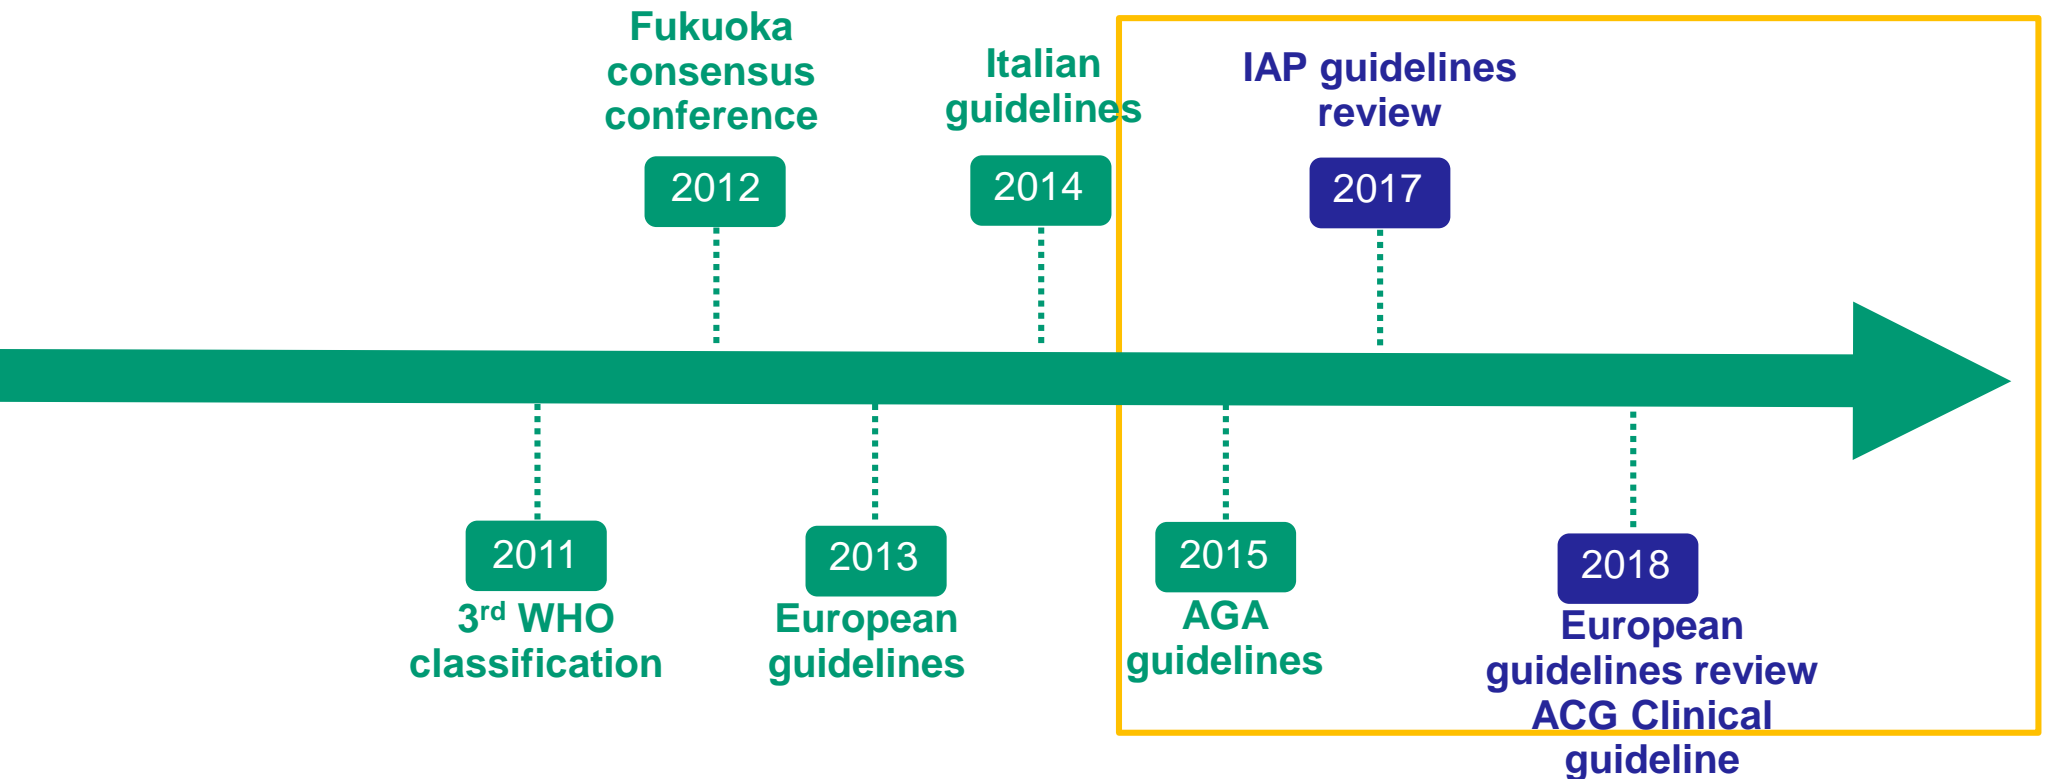 Fukuoka
consensus
conference
2012
Italian
guidelines
2014
IAP guidelines
review
2017
2011
3rd WHO
classification
2013
European
guidelines
2015
AGA
guidelines
2018
European
guidelines review
ACG Clinical
guideline